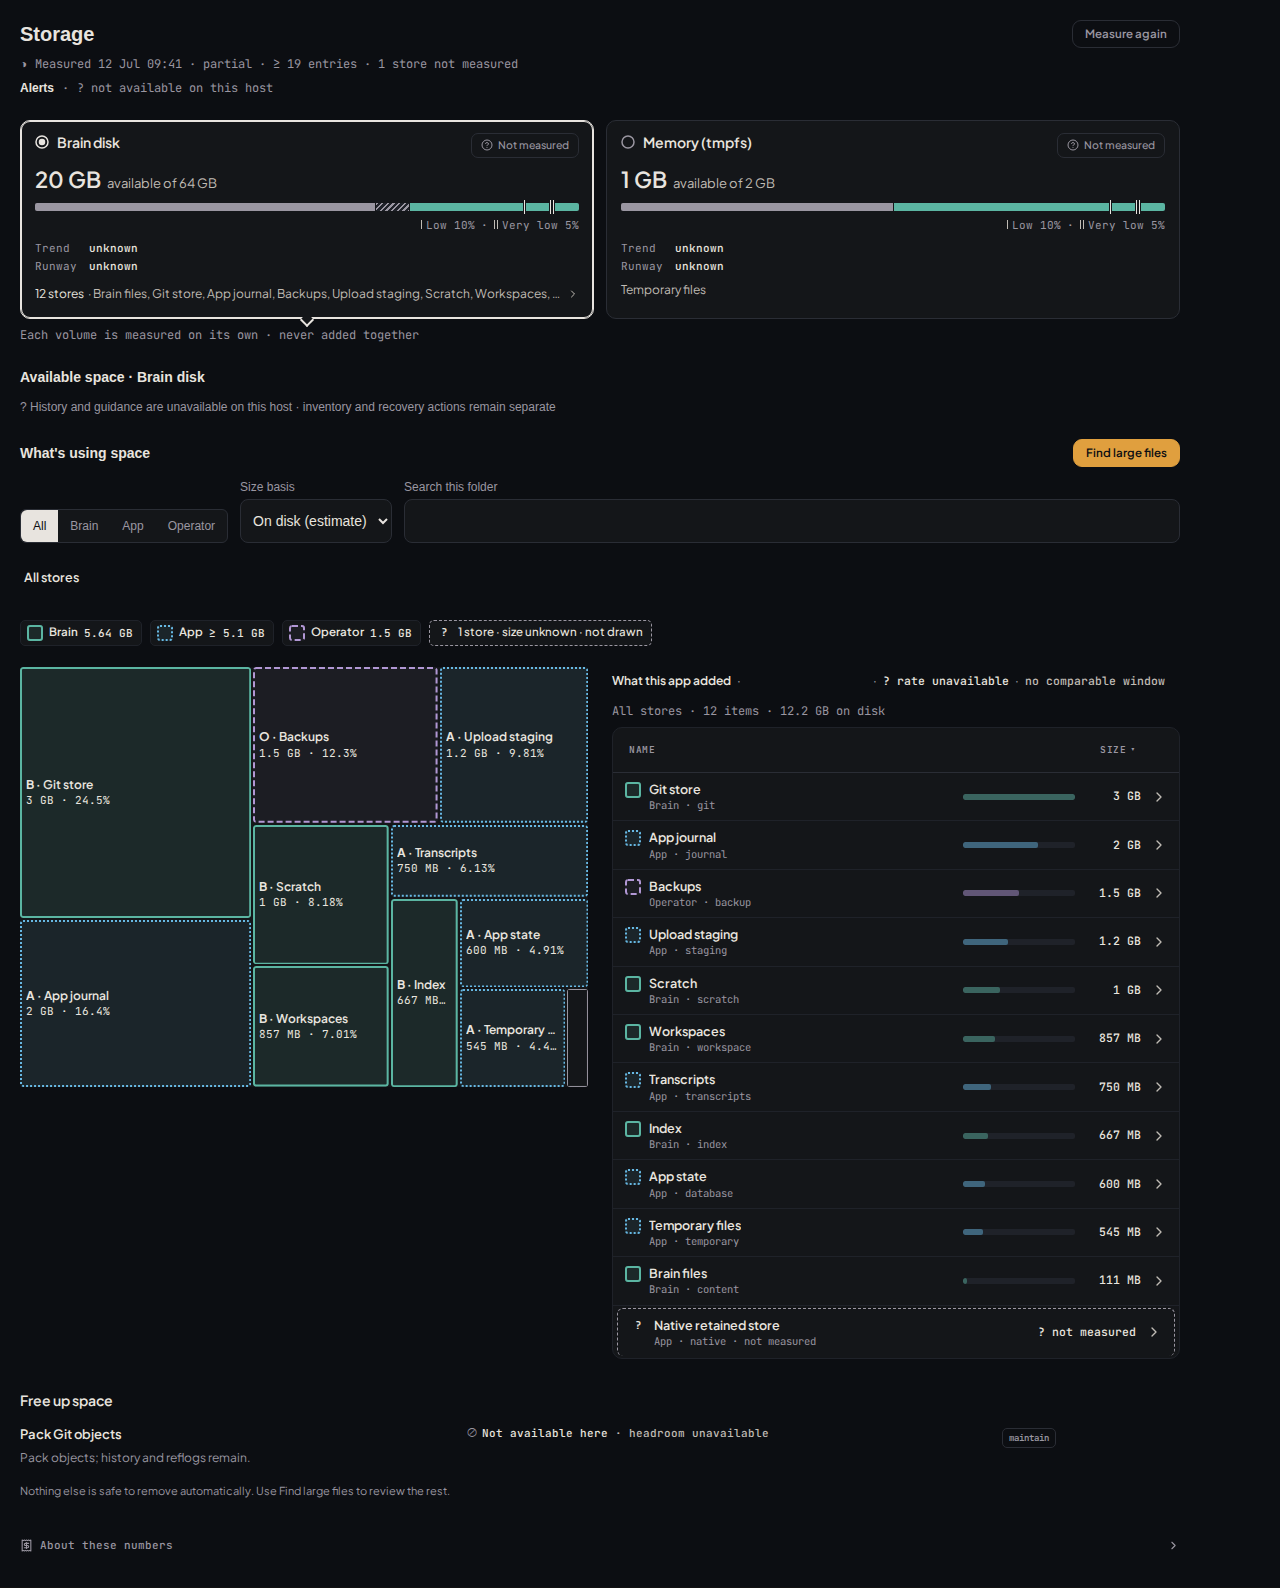 Storage
Measure again
Measured 12 Jul 09:41 · partial · ≥ 19 entries · 1 store not measured
Alerts · ? not available on this host
Brain disk
Not measured
20 GB available of 64 GB
Low 10% · Very low 5%
Trend unknown
Runway unknown
12 stores · Brain files, Git store, App journal, Backups, Upload staging, Scratch, Workspaces, …
Memory (tmpfs)
Not measured
1 GB available of 2 GB
Low 10% · Very low 5%
Trend unknown
Runway unknown
Temporary files
Each volume is measured on its own · never added together
Available space · Brain disk
? History and guidance are unavailable on this host · inventory and recovery actions remain separate
What's using space
Find large files
All Brain App Operator
Size basis
On disk (estimate)
Search this folder
All stores
Brain 5.64 GB
App ≥ 5.1 GB
Operator 1.5 GB
? 1 store · size unknown · not drawn
B · Git store
3 GB · 24.5%
O · Backups
1.5 GB · 12.3%
A · Upload staging
1.2 GB · 9.81%
A · Transcripts
750 MB · 6.13%
B · Scratch
1 GB · 8.18%
A · App state
600 MB · 4.91%
B · Index
667 MB…
A · App journal
2 GB · 16.4%
B · Workspaces
857 MB · 7.01%
A · Temporary …
545 MB · 4.4…
What this app added · · ? rate unavailable · no comparable window
All stores · 12 items · 12.2 GB on disk
NAME SIZE
Git store
Brain · git
3 GB
App journal
App · journal
2 GB
Backups
Operator · backup
1.5 GB
Upload staging
App · staging
1.2 GB
Scratch
Brain · scratch
1 GB
Workspaces
Brain · workspace
857 MB
Transcripts
App · transcripts
750 MB
Index
Brain · index
667 MB
App state
App · database
600 MB
Temporary files
App · temporary
545 MB
Brain files
Brain · content
111 MB
? Native retained store
App · native · not measured
? not measured
Free up space
Pack Git objects
Pack objects; history and reflogs remain.
Not available here · headroom unavailable
maintain
Nothing else is safe to remove automatically. Use Find large files to review the rest.
About these numbers